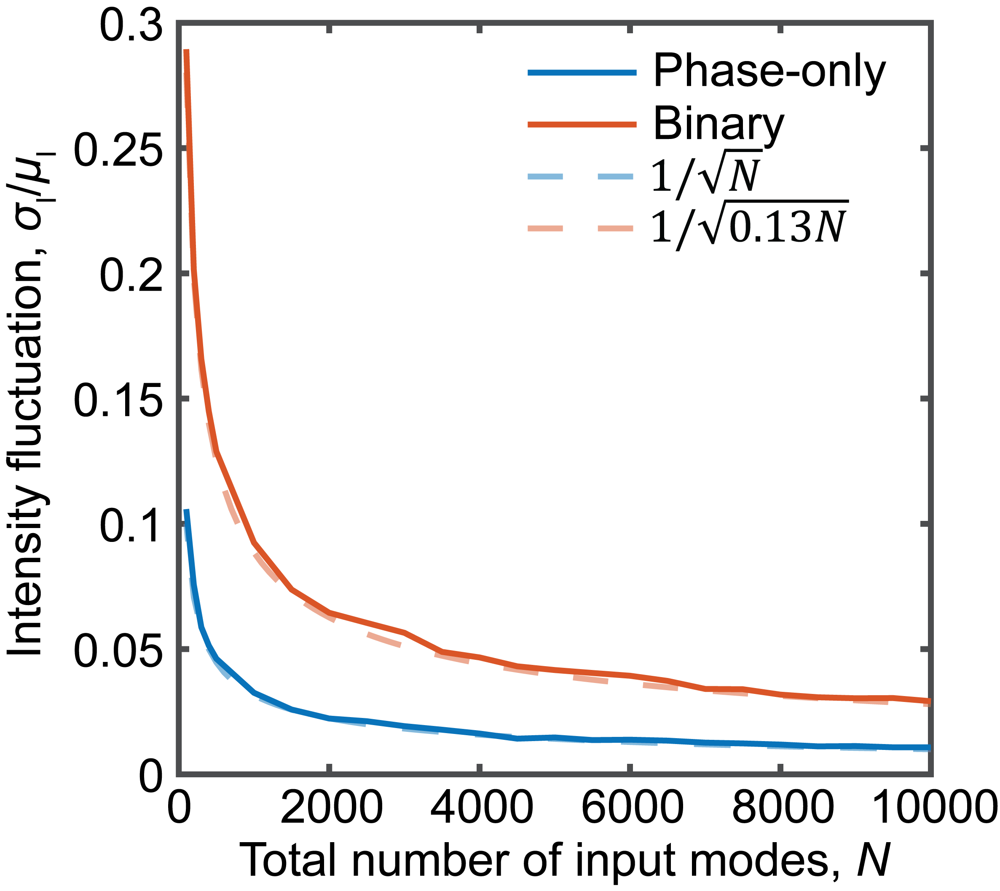 0.3
0.25
0.2
0.15
0.1
0.05
0
Intensity fluctuation, σI/μI
Phase-only
Binary
1/√N
1/√0.13N
0 2000 4000 6000 8000 10000
Total number of input modes, N